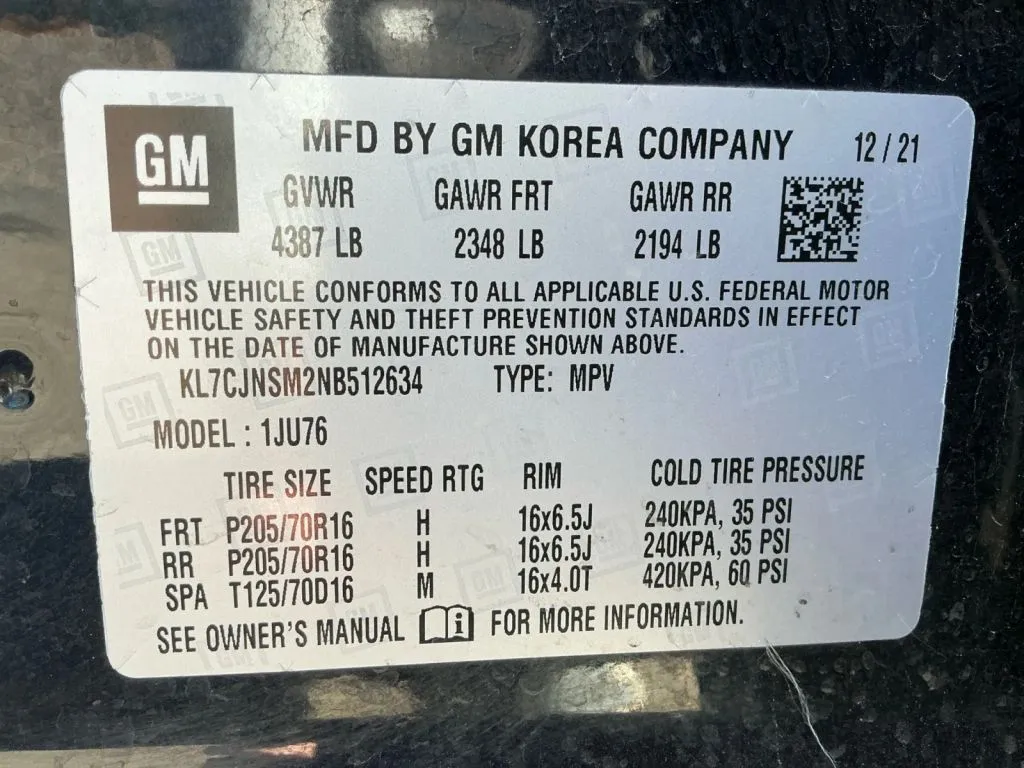 GM
MFD BY GM KOREA COMPANY 12 / 21
GVWR GAWR FRT GAWR RR
4387 LB 2348 LB 2194 LB
THIS VEHICLE CONFORMS TO ALL APPLICABLE U.S. FEDERAL MOTOR
VEHICLE SAFETY AND THEFT PREVENTION STANDARDS IN EFFECT
ON THE DATE OF MANUFACTURE SHOWN ABOVE.
KL7CJNSM2NB512634 TYPE: MPV
MODEL : 1JU76
TIRE SIZE SPEED RTG RIM COLD TIRE PRESSURE
FRT P205/70R16 H 16x6.5J 240KPA, 35 PSI
RR P205/70R16 H 16x6.5J 240KPA, 35 PSI
SPA T125/70D16 M 16x4.0T 420KPA, 60 PSI
SEE OWNER'S MANUAL i FOR MORE INFORMATION.